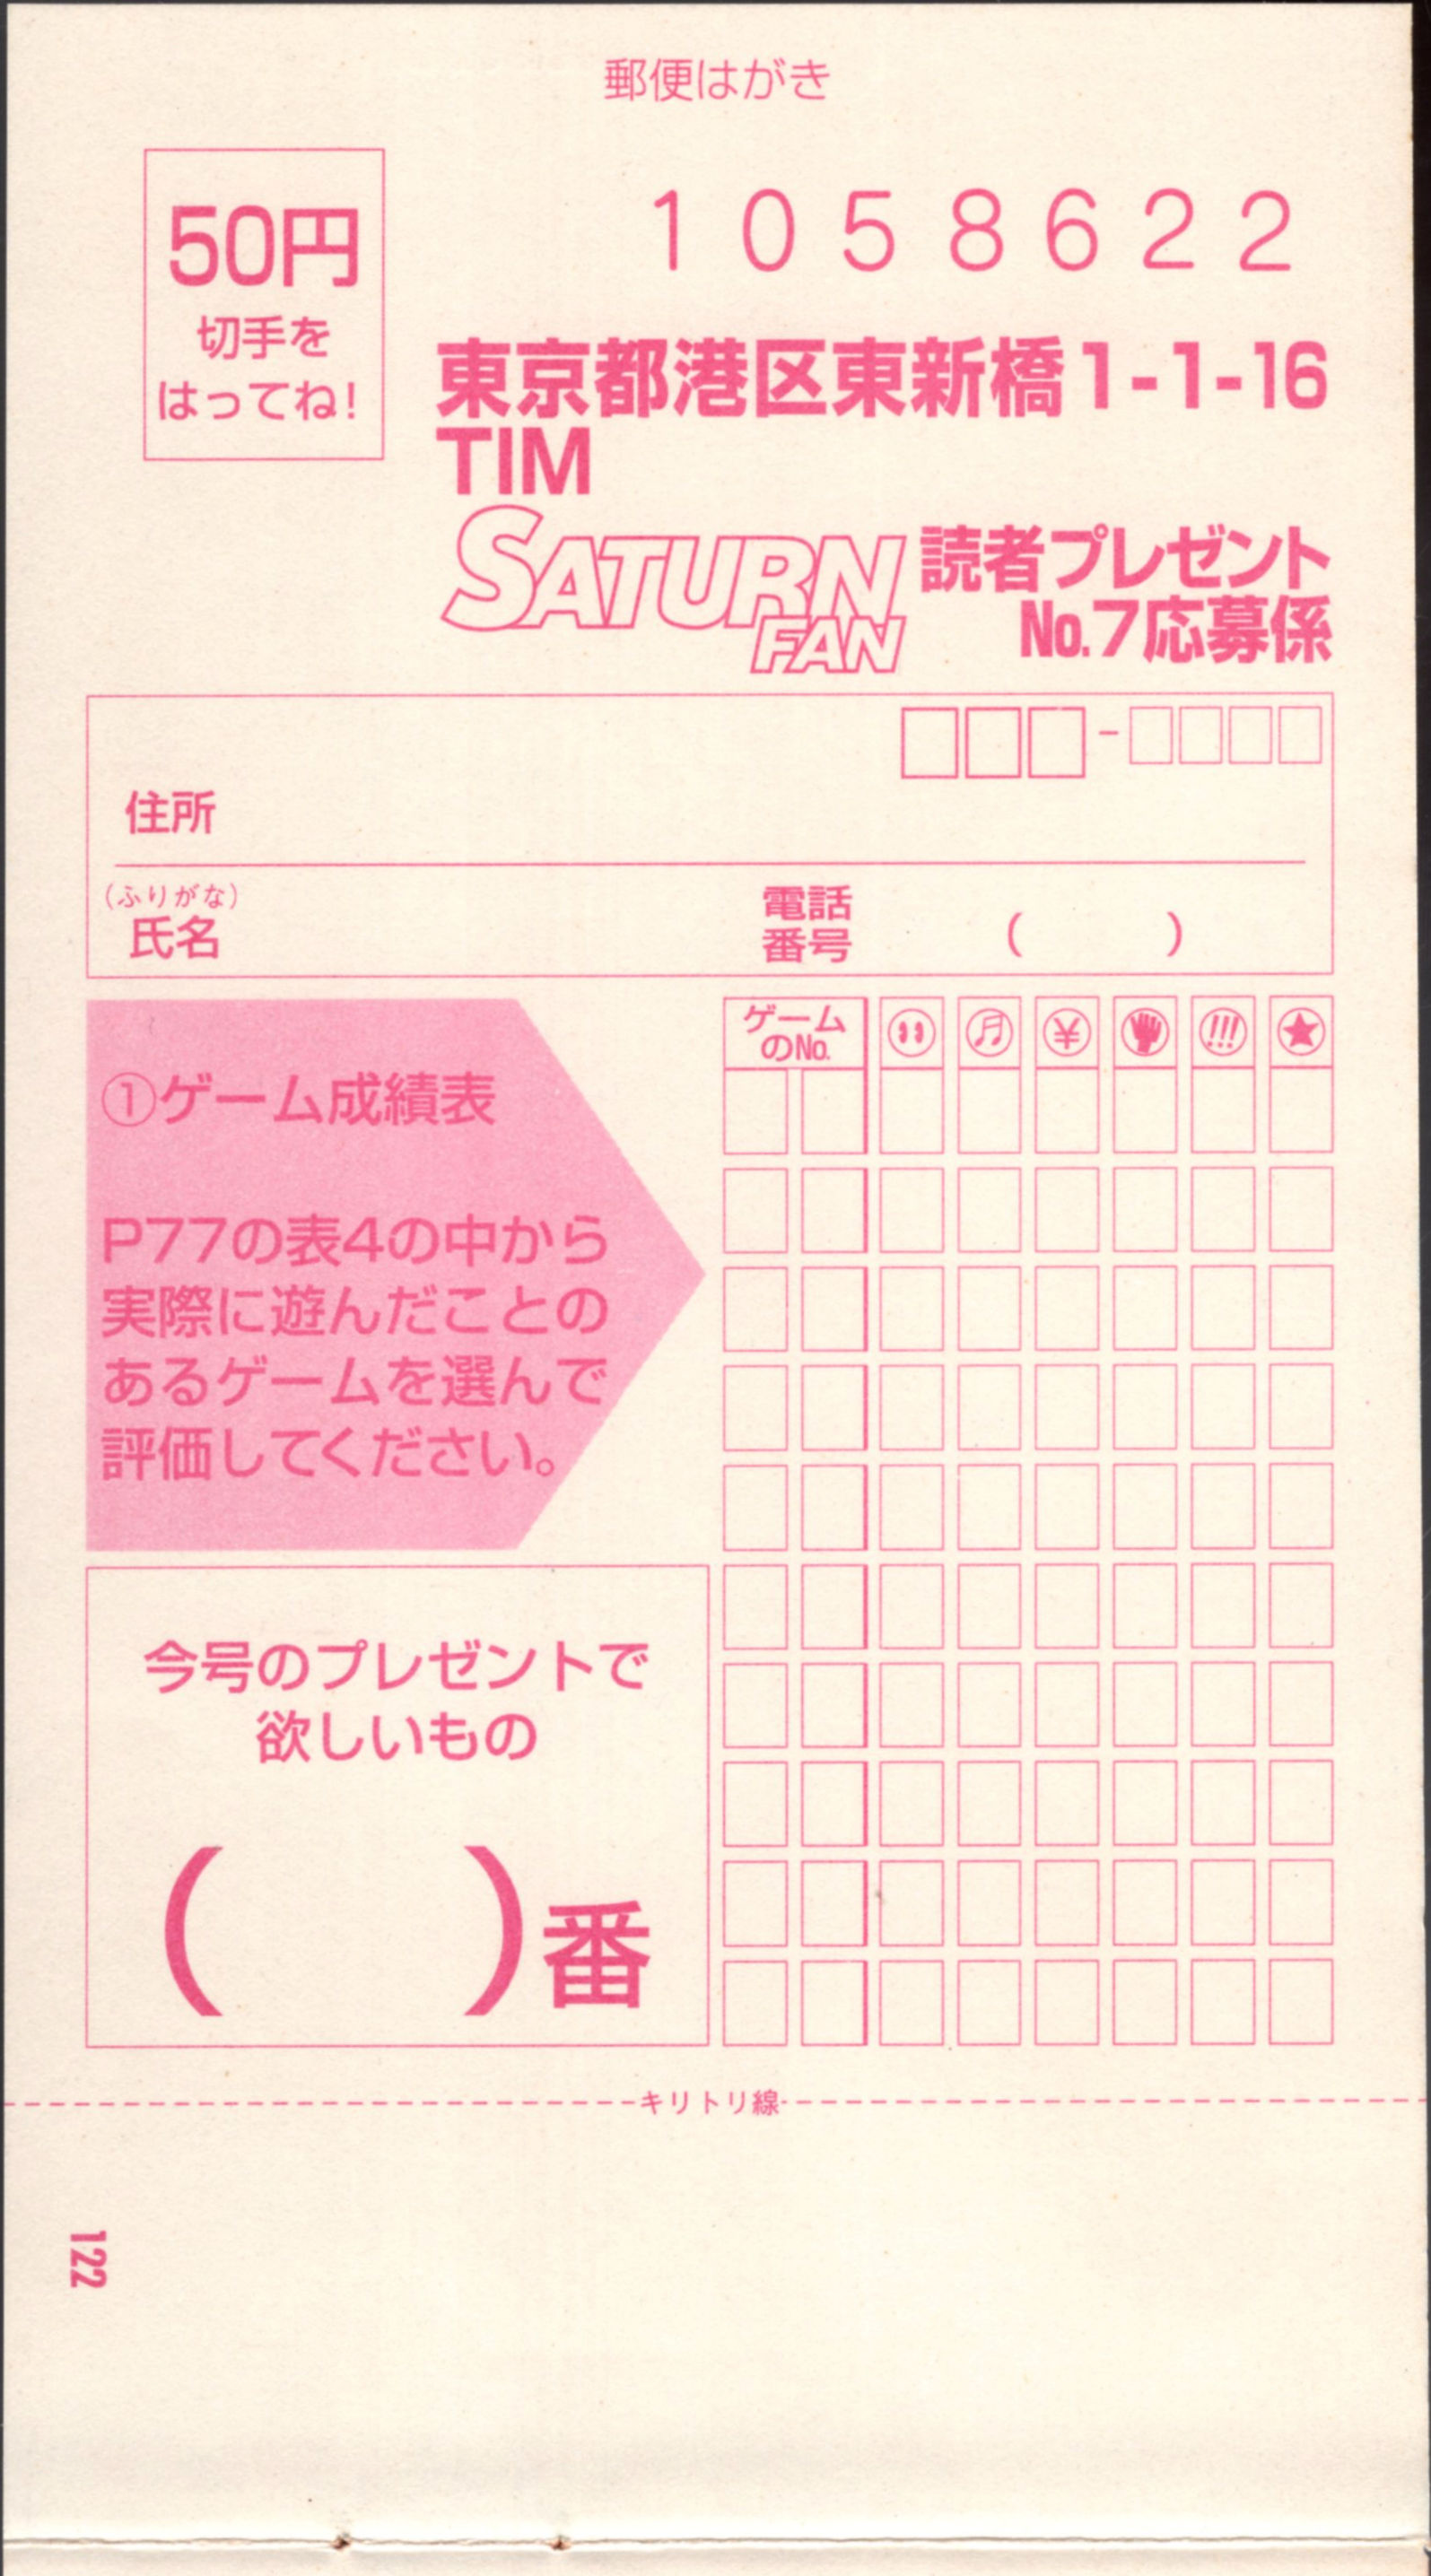 郵便はがき
50円
切手を
はってね!
1058622
東京都港区東新橋1-1-16
TIM
SATURN FAN
読者プレゼント
No.7応募係
-
住所
(ふりがな)
氏名
電話
番号
( )
①ゲーム成績表
P77の表4の中から
実際に遊んだことの
あるゲームを選んで
評価してください。
ゲーム
のNo.
¥
!!!
★
今号のプレゼントで
欲しいもの
( )番
キリトリ線
122